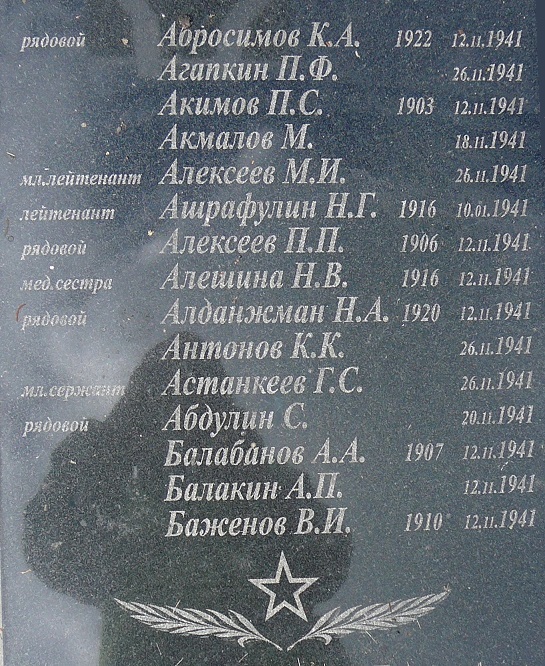 рядовой Абросимов К.А. 1922 12.11.1941
Агапкин П.Ф. 26.11.1941
Акимов П.С. 1903 12.11.1941
Акмалов М. 18.11.1941
мл.лейтенант Алексеев М.И. 26.11.1941
лейтенант Ашрафулин Н.Г. 1916 10.01.1941
рядовой Алексеев П.П. 1906 12.11.1941
мед.сестра Алешина Н.В. 1916 12.11.1941
рядовой Алданжман Н.А. 1920 12.11.1941
Антонов К.К. 26.11.1941
мл.сержант Астанкеев Г.С. 26.11.1941
рядовой Абдулин С. 20.11.1941
Балабанов А.А. 1907 12.11.1941
Балакин А.П. 12.11.1941
Баженов В.И. 1910 12.11.1941